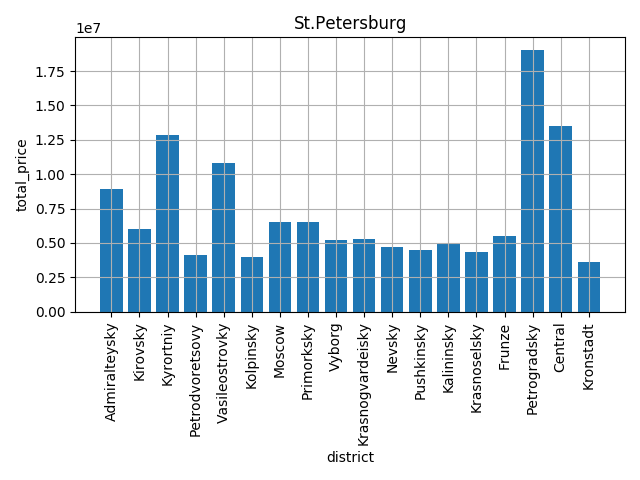 St.Petersburg
1e7
1.75
1.50
1.25
1.00
0.75
0.50
0.25
0.00
total_price
Admiralteysky
Kirovsky
Kyrortniy
Petrodvoretsovy
Vasileostrovky
Kolpinsky
Moscow
Primorksky
Vyborg
Krasnogvardeisky
Nevsky
Pushkinsky
Kalininsky
Krasnoselsky
Frunze
Petrogradsky
Central
Kronstadt
district